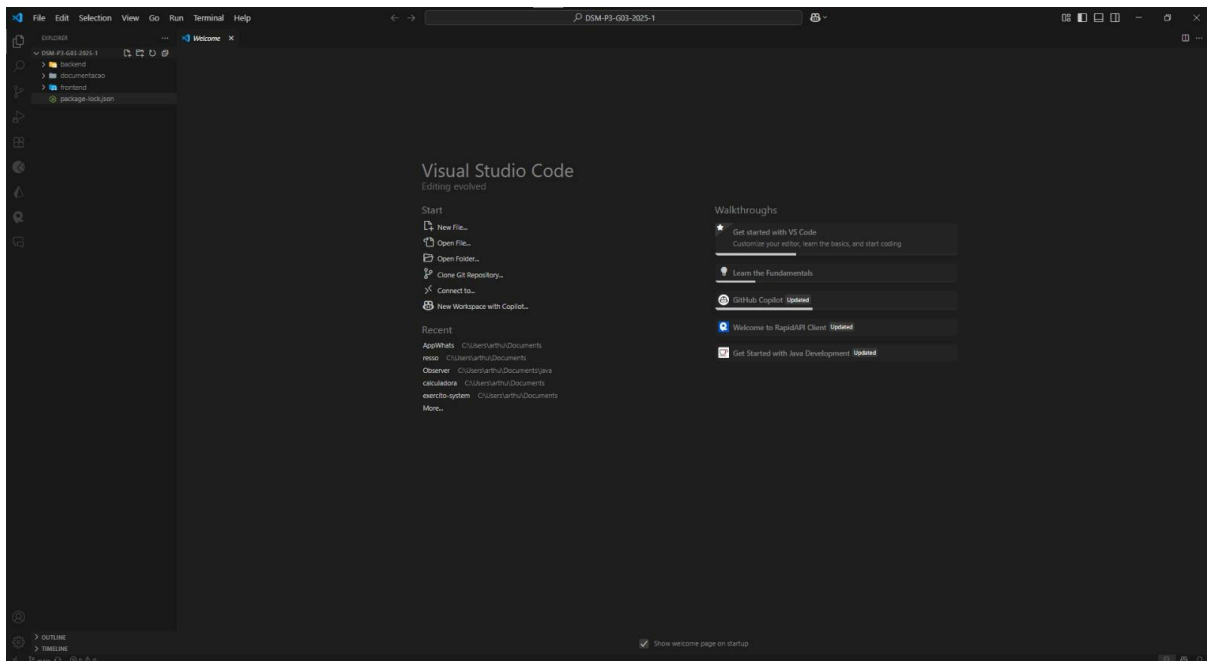 File Edit Selection View Go Run Terminal Help
DSM-P3-G03-2025-1
EXPLORER
Welcome
DSM-P3-G03-2025-1
backend
documentacao
frontend
package-lock.json
Visual Studio Code
Editing evolved
Start
New File...
Open File...
Open Folder...
Clone Git Repository...
Connect to...
New Workspace with Copilot...
Recent
AppWhats C:\Users\arthu\Documents
resso C:\Users\arthu\Documents
Observer C:\Users\arthu\Documents\java
calculadora C:\Users\arthu\Documents
exercito-system C:\Users\arthu\Documents
More...
Walkthroughs
Get started with VS Code
Customize your editor, learn the basics, and start coding
Learn the Fundamentals
GitHub Copilot Updated
Welcome to RapidAPI Client Updated
Get Started with Java Development Updated
OUTLINE
TIMELINE
Show welcome page on startup